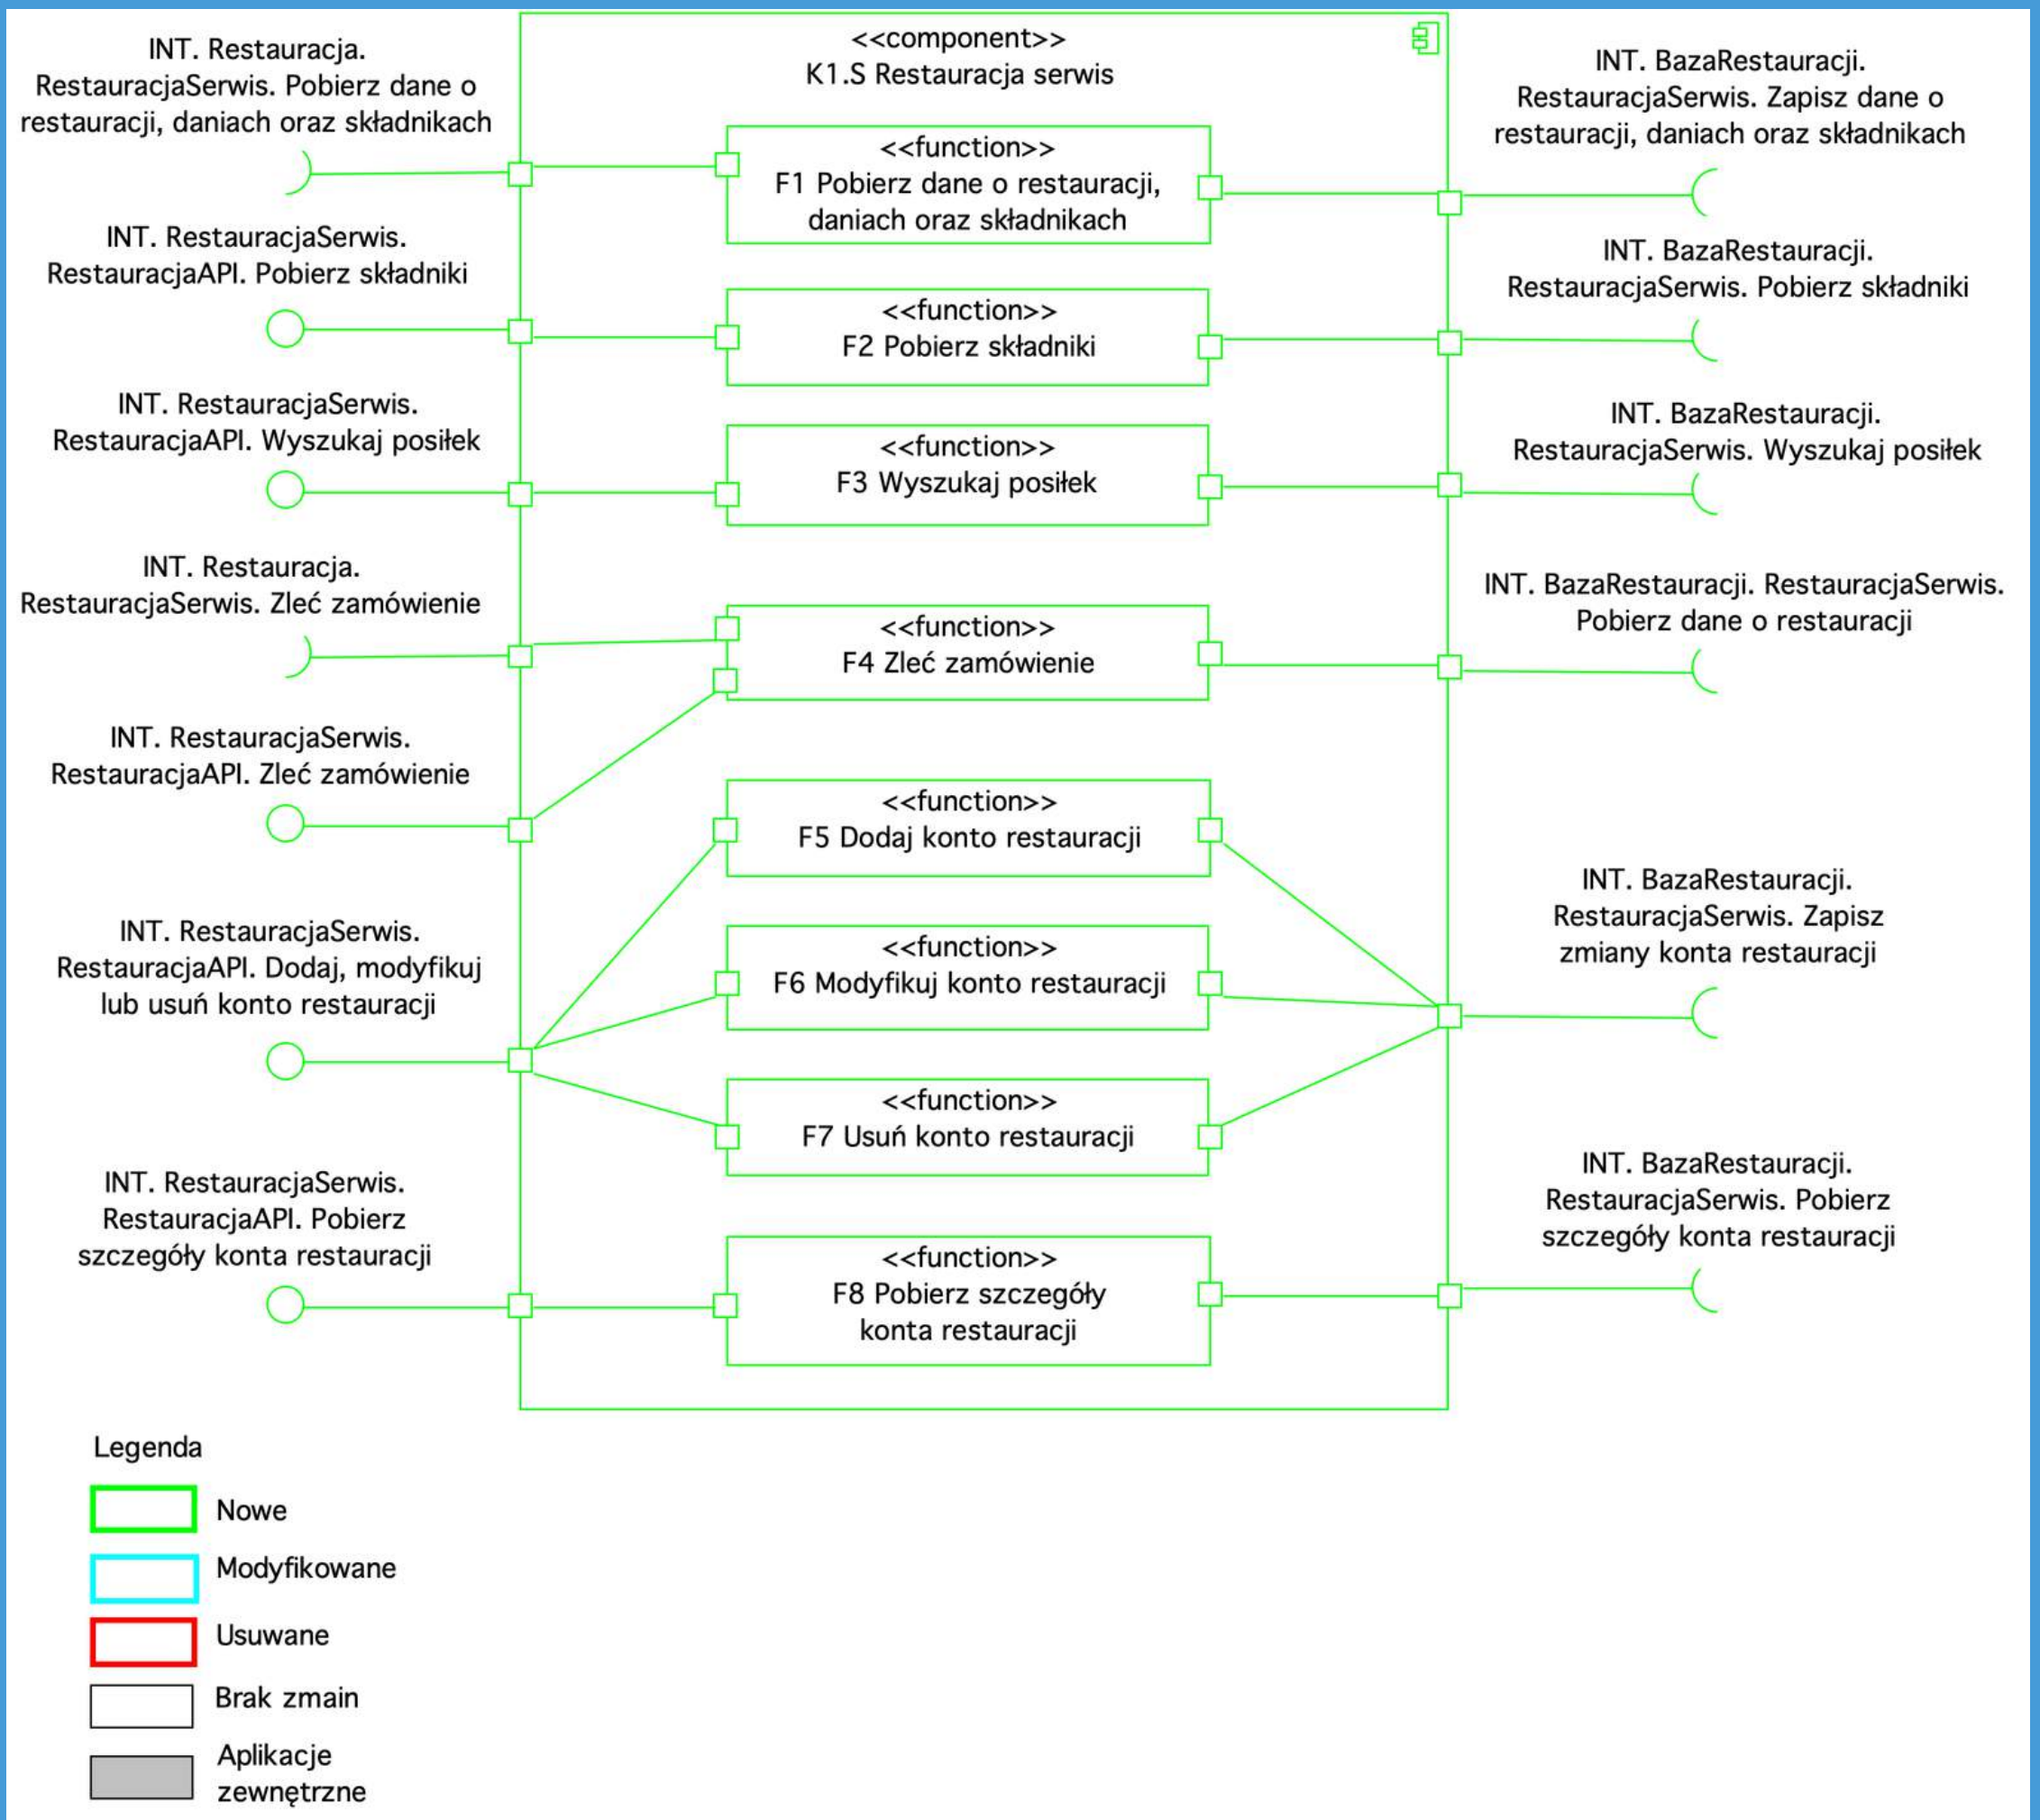 INT. Restauracja.
RestauracjaSerwis. Pobierz dane o
restauracji, daniach oraz składnikach
INT. RestauracjaSerwis.
RestauracjaAPI. Pobierz składniki
INT. RestauracjaSerwis.
RestauracjaAPI. Wyszukaj posiłek
INT. Restauracja.
RestauracjaSerwis. Zleć zamówienie
INT. RestauracjaSerwis.
RestauracjaAPI. Zleć zamówienie
INT. RestauracjaSerwis.
RestauracjaAPI. Dodaj, modyfikuj
lub usuń konto restauracji
INT. RestauracjaSerwis.
RestauracjaAPI. Pobierz
szczegóły konta restauracji
<<component>>
K1.S Restauracja serwis
<<function>>
F1 Pobierz dane o restauracji,
daniach oraz składnikach
<<function>>
F2 Pobierz składniki
<<function>>
F3 Wyszukaj posiłek
<<function>>
F4 Zleć zamówienie
<<function>>
F5 Dodaj konto restauracji
<<function>>
F6 Modyfikuj konto restauracji
<<function>>
F7 Usuń konto restauracji
<<function>>
F8 Pobierz szczegóły
konta restauracji
INT. BazaRestauracji.
RestauracjaSerwis. Zapisz dane o
restauracji, daniach oraz składnikach
INT. BazaRestauracji.
RestauracjaSerwis. Pobierz składniki
INT. BazaRestauracji.
RestauracjaSerwis. Wyszukaj posiłek
INT. BazaRestauracji. RestauracjaSerwis.
Pobierz dane o restauracji
INT. BazaRestauracji.
RestauracjaSerwis. Zapisz
zmiany konta restauracji
INT. BazaRestauracji.
RestauracjaSerwis. Pobierz
szczegóły konta restauracji
Legenda
Nowe
Modyfikowane
Usuwane
Brak zmain
Aplikacje
zewnętrzne